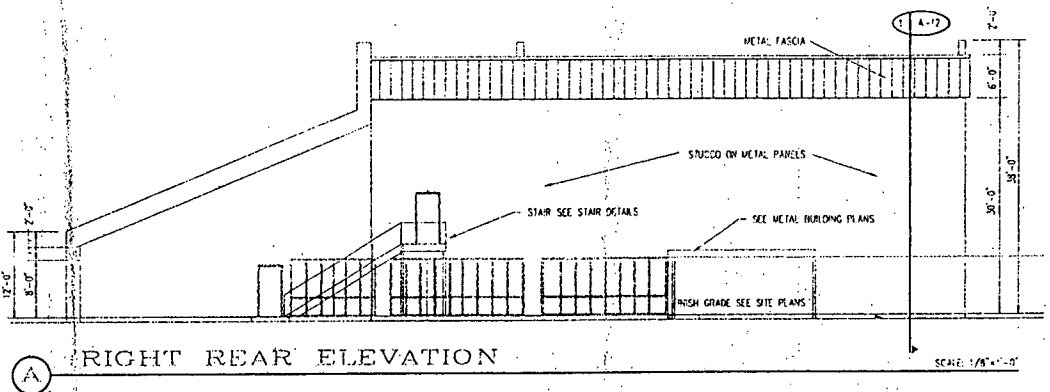 1 A-12
2'-0"
METAL FASCIA
6'-0"
STUCCO ON METAL PANELS
30'-0"
38'-0"
STAIR SEE STAIR DETAILS
SEE METAL BUILDING PLANS
2'-0"
12'-0"
8'-0"
GRADE SEE SITE PLANS
A RIGHT REAR ELEVATION
SCALE: 1/8"=1'-0"